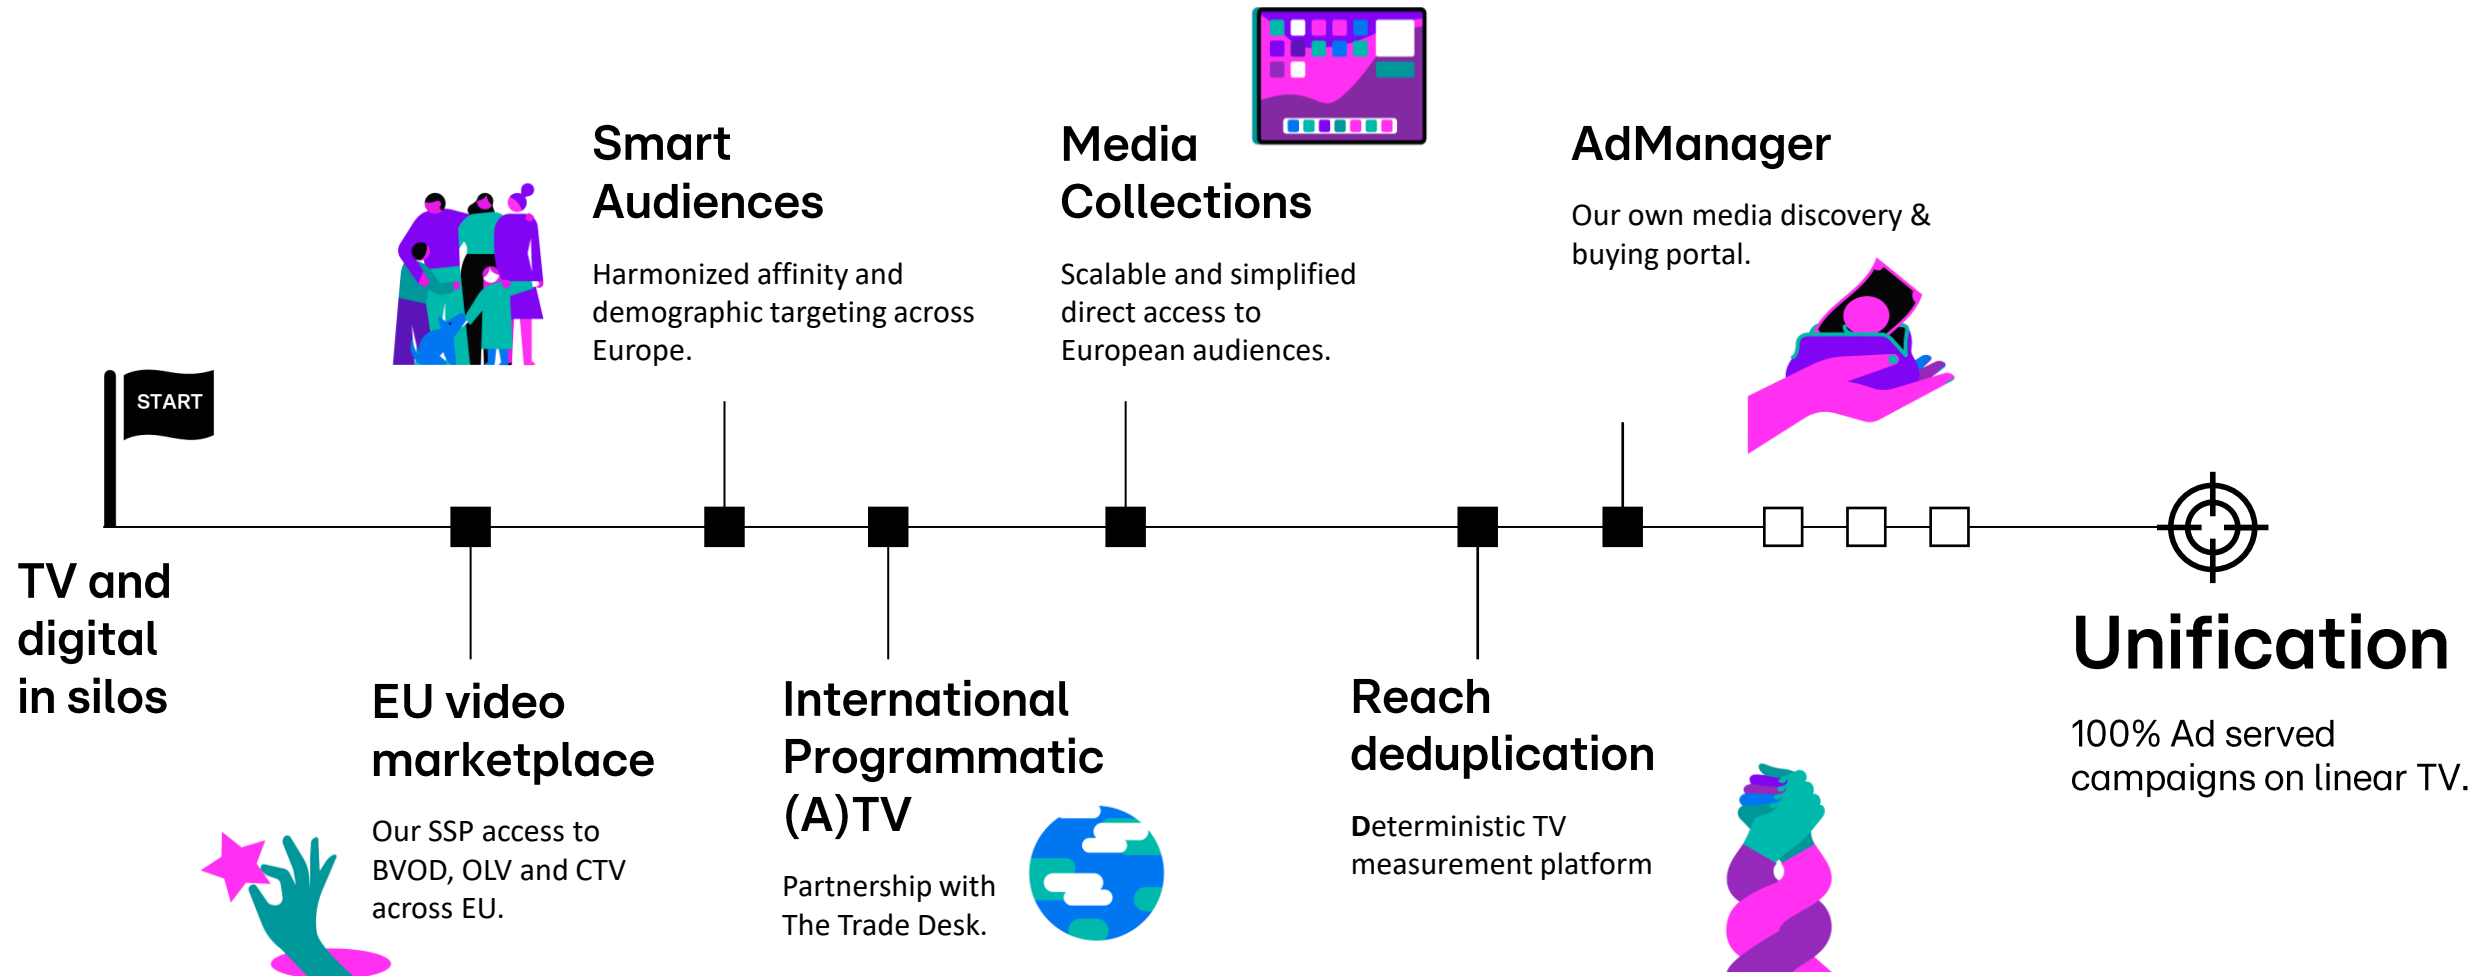 START
TV and
digital
in silos
EU video
marketplace
Our SSP access to
BVOD, OLV and CTV
across EU.
Smart
Audiences
Harmonized affinity and
demographic targeting across
Europe.
International
Programmatic
(A)TV
Partnership with
The Trade Desk.
Media
Collections
Scalable and simplified
direct access to
European audiences.
Reach
deduplication
Deterministic TV
measurement platform
AdManager
Our own media discovery &
buying portal.
Unification
100% Ad served
campaigns on linear TV.